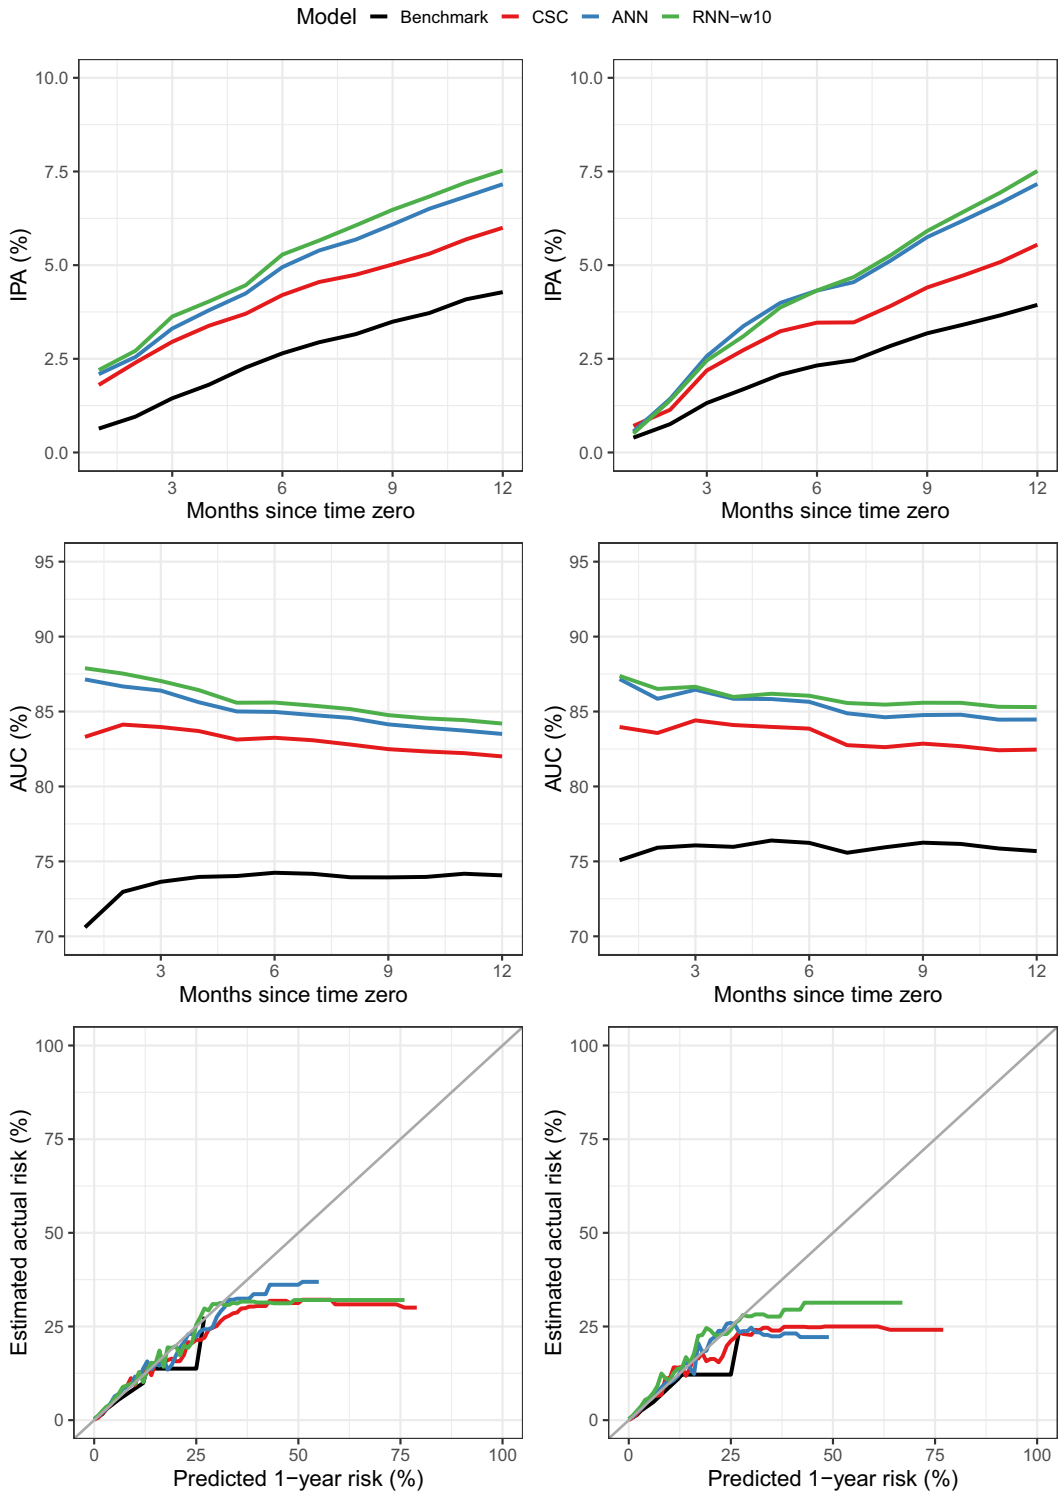 Model Benchmark CSC ANN RNN−w10
10.0
7.5
5.0
2.5
0.0
IPA (%)
3 6 9 12
Months since time zero
10.0
7.5
5.0
2.5
0.0
IPA (%)
3 6 9 12
Months since time zero
95
90
85
80
75
70
AUC (%)
3 6 9 12
Months since time zero
95
90
85
80
75
70
AUC (%)
3 6 9 12
Months since time zero
100
75
50
25
0
Estimated actual risk (%)
0 25 50 75 100
Predicted 1−year risk (%)
100
75
50
25
0
Estimated actual risk (%)
0 25 50 75 100
Predicted 1−year risk (%)